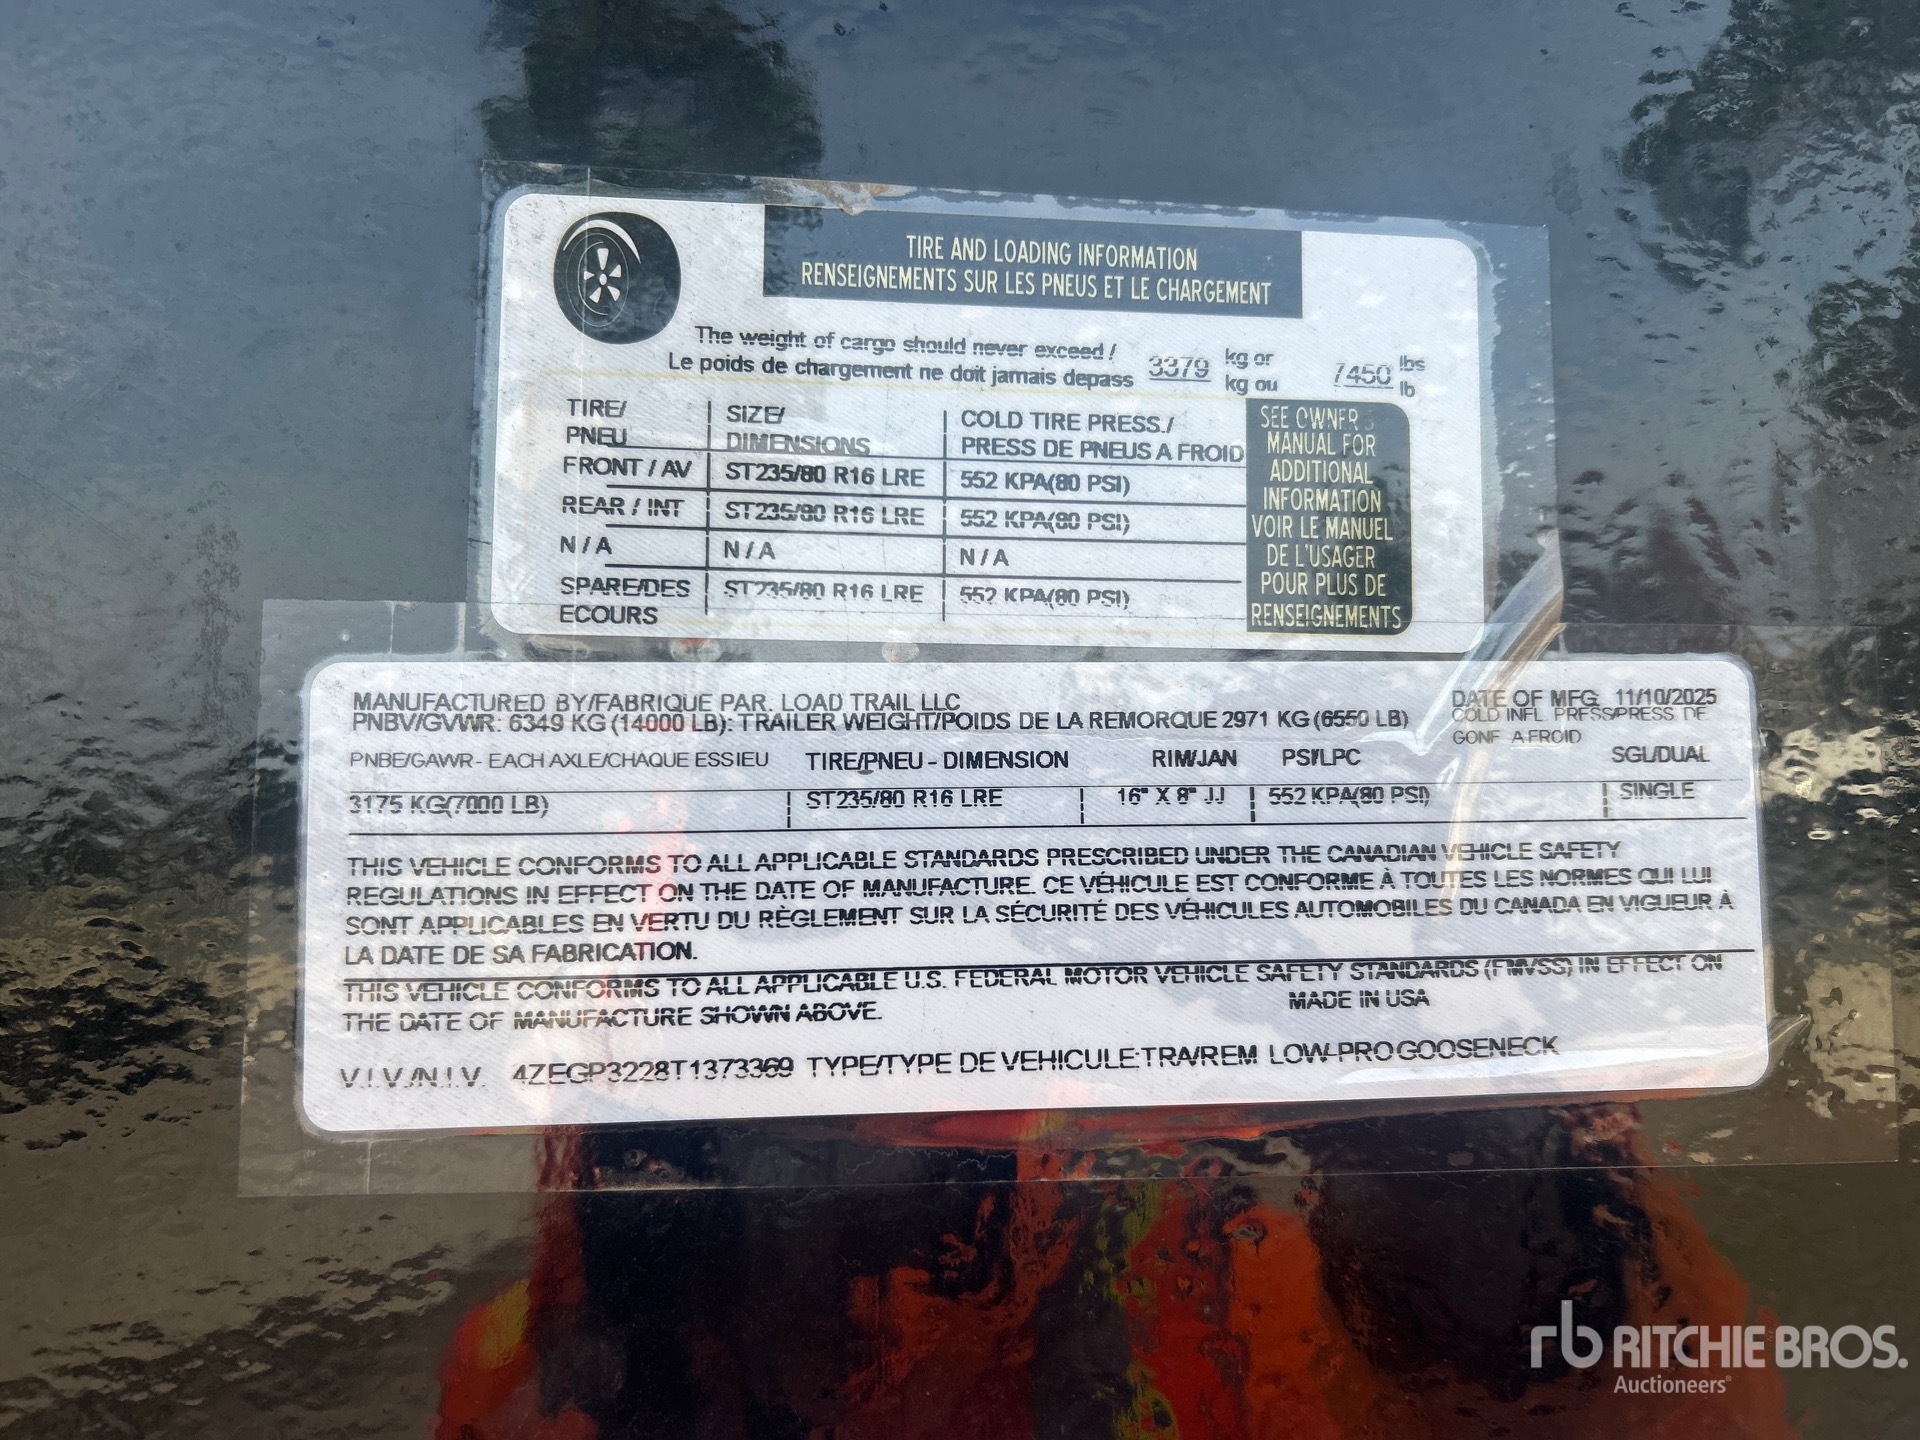 TIRE AND LOADING INFORMATION
RENSEIGNEMENTS SUR LES PNEUS ET LE CHARGEMENT
The weight of cargo should never exceed / 3379 kg or 7450 lbs
Le poids de chargement ne doit jamais depass kg ou lb
TIRE/ SIZE/ COLD TIRE PRESS./
PNEU DIMENSIONS PRESS DE PNEUS A FROID
FRONT / AV ST235/80 R16 LRE 552 KPA(80 PSI)
REAR / INT ST235/80 R16 LRE 552 KPA(80 PSI)
N / A N / A N / A
SPARE/DES ST235/80 R16 LRE 552 KPA(80 PSI)
ECOURS
SEE OWNER'S
MANUAL FOR
ADDITIONAL
INFORMATION
VOIR LE MANUEL
DE L'USAGER
POUR PLUS DE
RENSEIGNEMENTS
MANUFACTURED BY/FABRIQUE PAR. LOAD TRAIL LLC DATE OF MFG. 11/10/2025
PNBV/GVWR: 6349 KG (14000 LB): TRAILER WEIGHT/POIDS DE LA REMORQUE 2971 KG (6550 LB) COLD INFL. PRESS/PRESS DE
GONF. A FROID
PNBE/GAWR - EACH AXLE/CHAQUE ESSIEU TIRE/PNEU - DIMENSION RIM/JAN PSI/LPC SGL/DUAL
3175 KG(7000 LB) ST235/80 R16 LRE 16" X 8" JJ 552 KPA(80 PSI) SINGLE
THIS VEHICLE CONFORMS TO ALL APPLICABLE STANDARDS PRESCRIBED UNDER THE CANADIAN VEHICLE SAFETY
REGULATIONS IN EFFECT ON THE DATE OF MANUFACTURE. CE VÉHICULE EST CONFORME À TOUTES LES NORMES QUI LUI
SONT APPLICABLES EN VERTU DU RÈGLEMENT SUR LA SÉCURITÉ DES VÉHICULES AUTOMOBILES DU CANADA EN VIGUEUR À
LA DATE DE SA FABRICATION.
THIS VEHICLE CONFORMS TO ALL APPLICABLE U.S. FEDERAL MOTOR VEHICLE SAFETY STANDARDS (FMVSS) IN EFFECT ON
THE DATE OF MANUFACTURE SHOWN ABOVE. MADE IN USA
V.I.V./N.I.V. 4ZEGP3228T1373369 TYPE/TYPE DE VEHICULE:TRA/REM LOW-PRO GOOSENECK
rb RITCHIE BROS.
Auctioneers